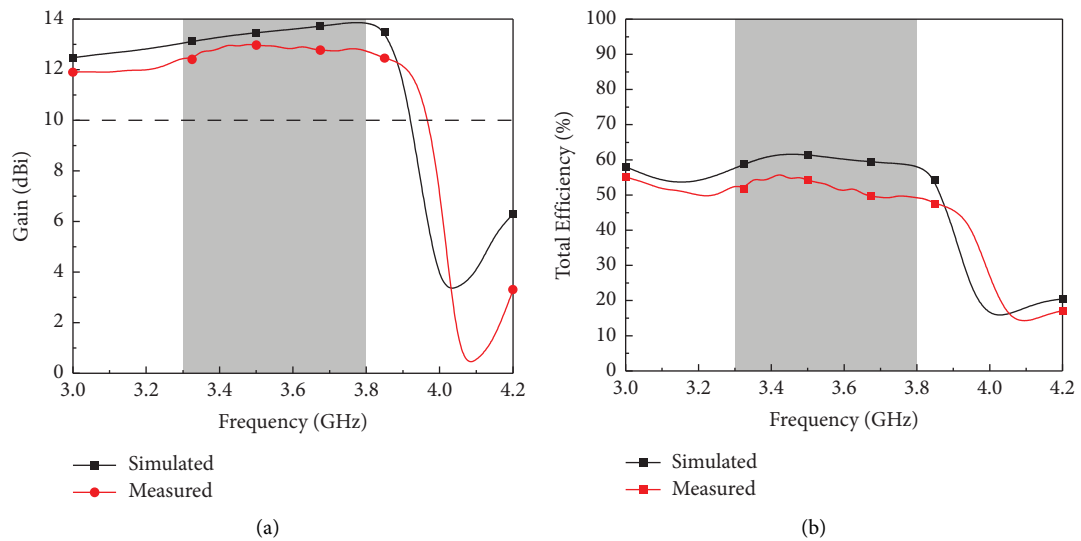 14
12
10
8
6
4
2
0
Gain (dBi)
3.0 3.2 3.4 3.6 3.8 4.0 4.2
Frequency (GHz)
Simulated
Measured
(a)
100
90
80
70
60
50
40
30
20
10
0
Total Efficiency (%)
3.0 3.2 3.4 3.6 3.8 4.0 4.2
Frequency (GHz)
Simulated
Measured
(b)